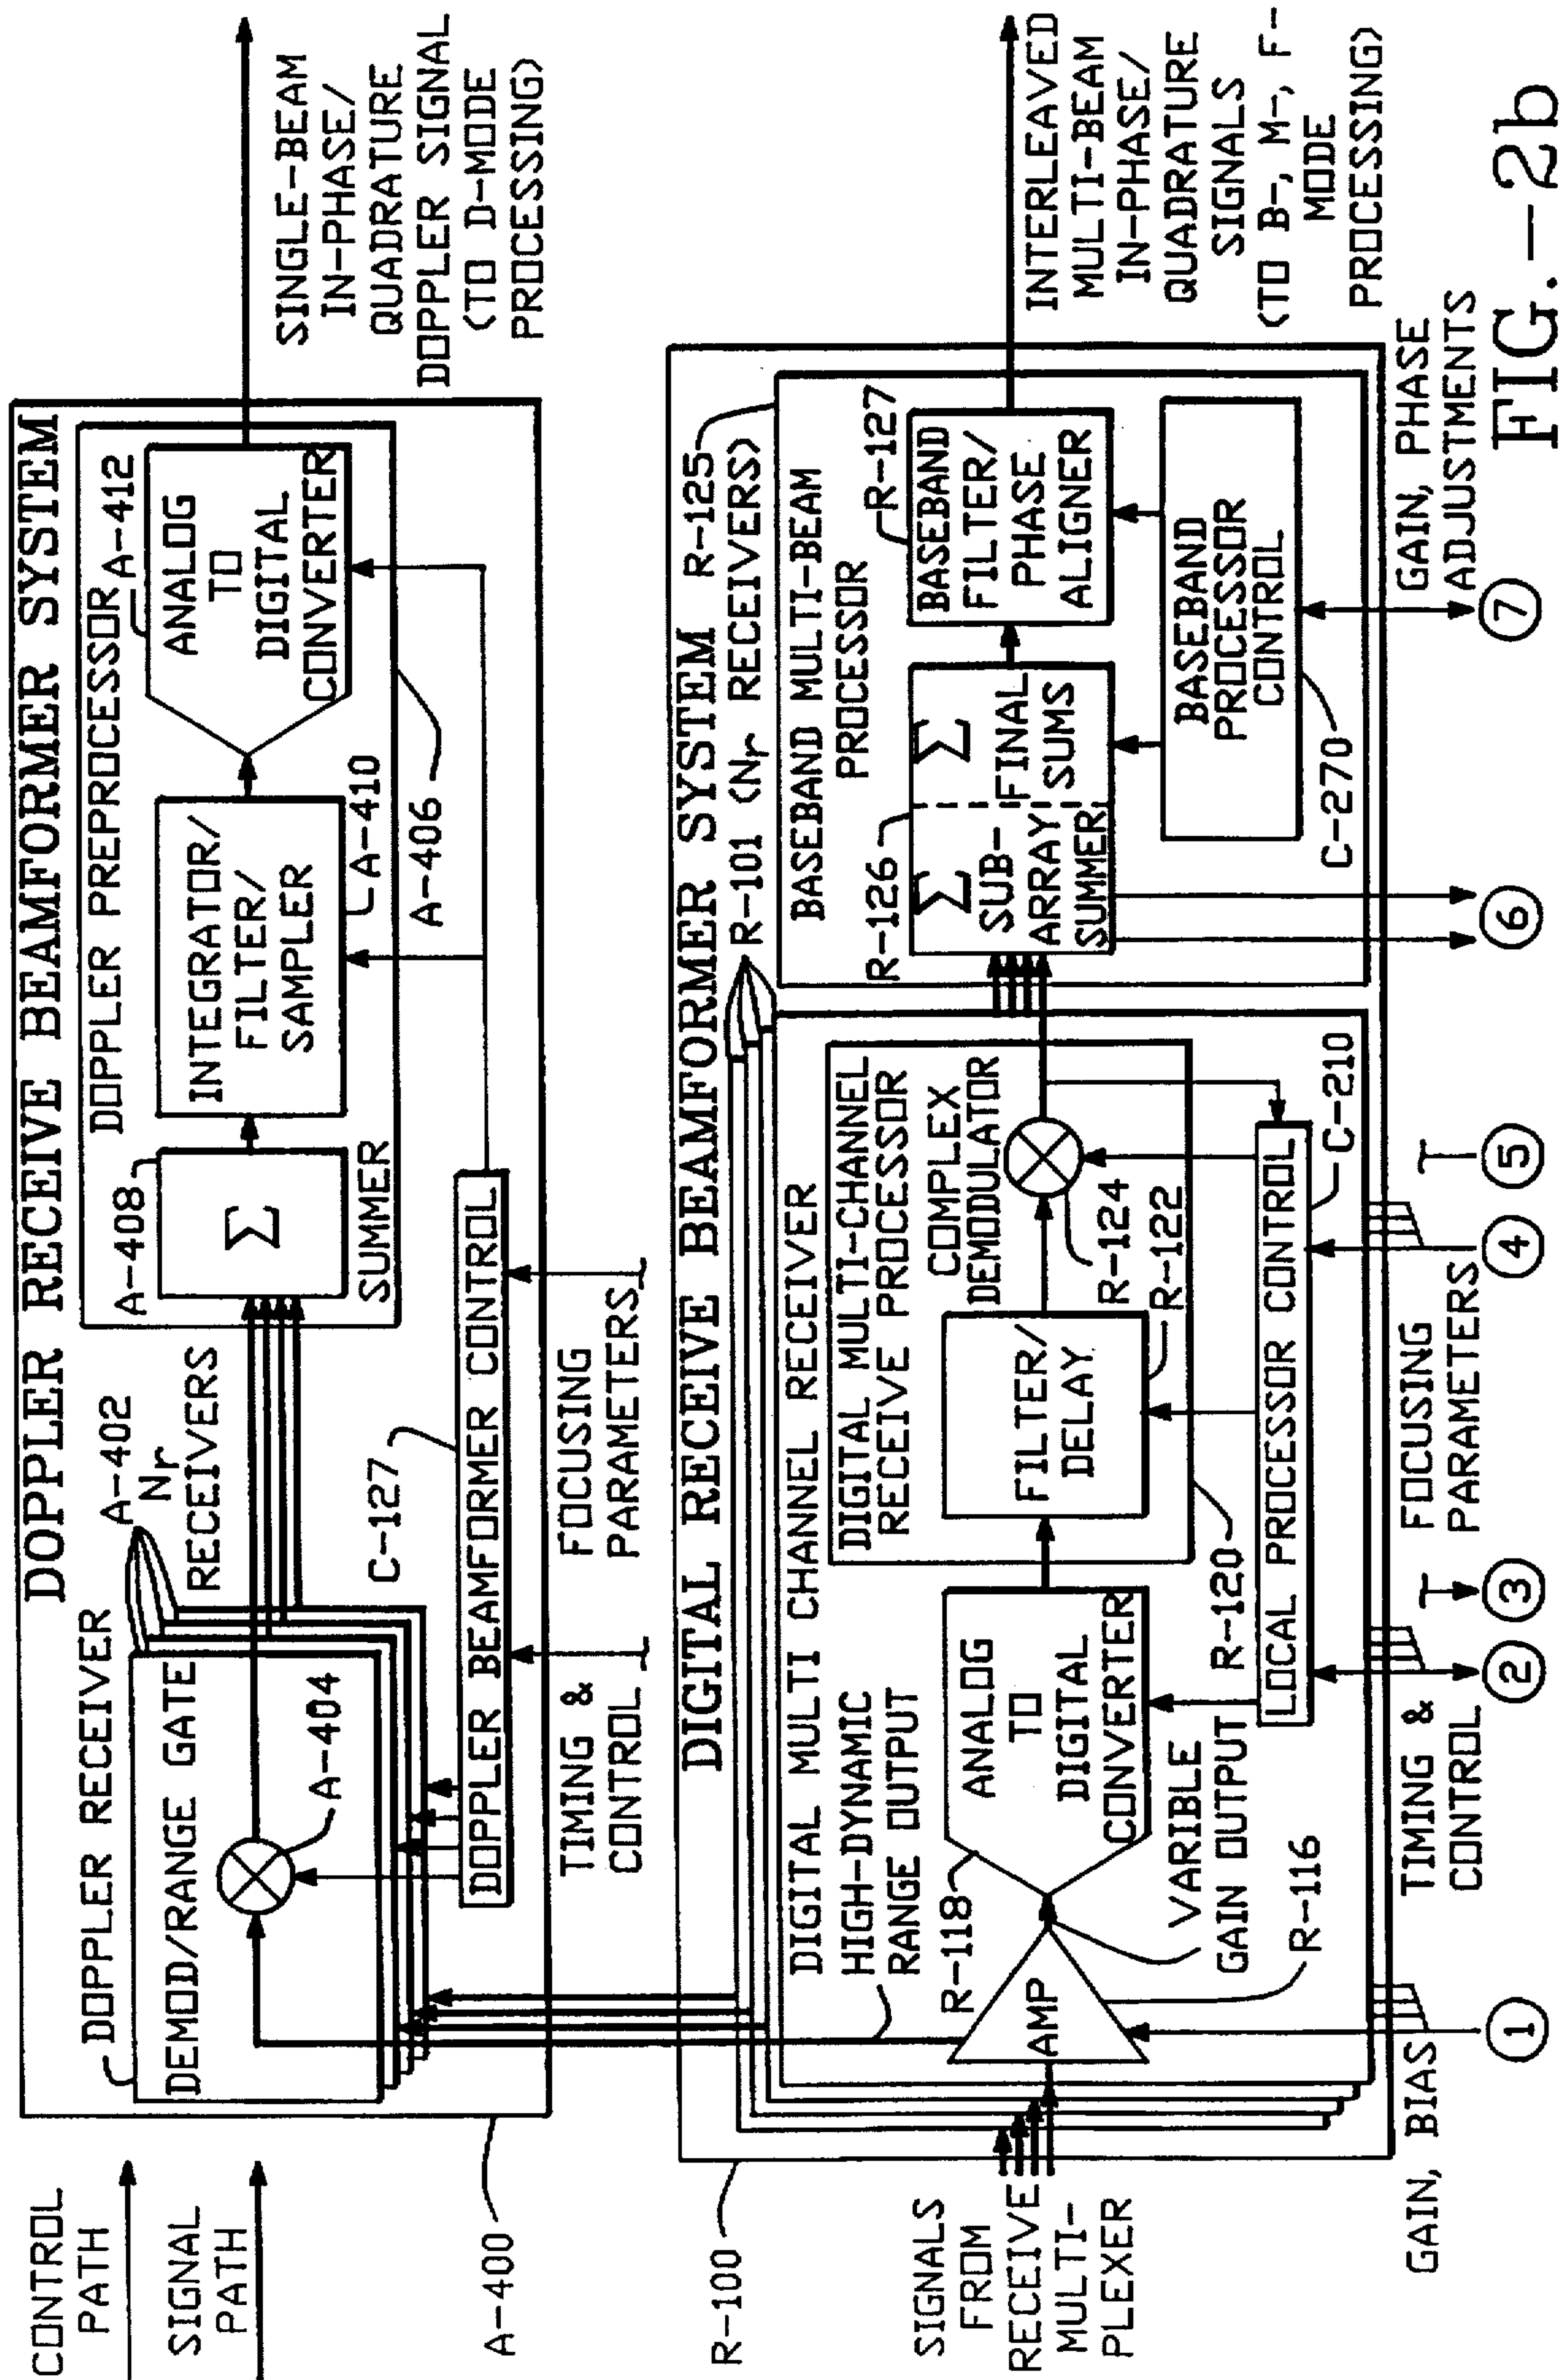 CONTROL
PATH
SIGNAL
PATH
DOPPLER RECEIVE BEAMFORMER SYSTEM
DOPPLER RECEIVER
DEMOD/RANGE GATE
A-404
A-402
Nr
RECEIVERS
C-127
DOPPLER BEAMFORMER CONTROL
TIMING &
CONTROL
FOCUSING
PARAMETERS
A-408
Σ
SUMMER
DOPPLER PREPROCESSOR
INTEGRATOR/
FILTER/
SAMPLER
A-410
A-406
A-412
ANALOG
TO
DIGITAL
CONVERTER
SINGLE-BEAM
IN-PHASE/
QUADRATURE
DOPPLER SIGNAL
(TO D-MODE
PROCESSING)
A-400
R-100
DIGITAL RECEIVE BEAMFORMER SYSTEM
R-101 (Nr RECEIVERS)
DIGITAL MULTI CHANNEL RECEIVER
HIGH-DYNAMIC
RANGE OUTPUT
SIGNALS
FROM
RECEIVE
MULTI-
PLEXER
AMP
R-116
VARIBLE
GAIN OUTPUT
R-118
ANALOG
TO
DIGITAL
CONVERTER
DIGITAL MULTI-CHANNEL
RECEIVE PROCESSOR
FILTER/
DELAY
COMPLEX
DEMODULATOR
R-124
R-122
R-120
LOCAL PROCESSOR CONTROL
C-210
R-125
BASEBAND MULTI-BEAM
PROCESSOR
R-126
Σ Σ
SUB-
ARRAY
SUMMER
FINAL
SUMS
R-127
BASEBAND
FILTER/
PHASE
ALIGNER
BASEBAND
PROCESSOR
CONTROL
C-270
INTERLEAVED
MULTI-BEAM
IN-PHASE/
QUADRATURE
SIGNALS
(TO B-, M-, F-
MODE
PROCESSING)
GAIN, BIAS
TIMING &
CONTROL
FOCUSING
PARAMETERS
GAIN, PHASE
ADJUSTMENTS
1
2
3
4
5
6
7
FIG.-2b